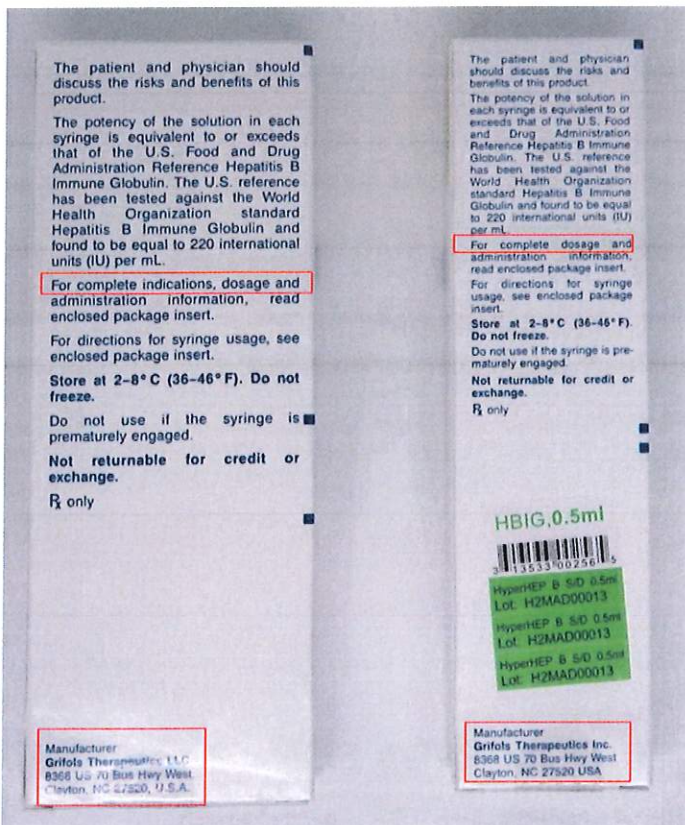 The patient and physician should
discuss the risks and benefits of this
product.
The potency of the solution in each
syringe is equivalent to or exceeds
that of the U.S. Food and Drug
Administration Reference Hepatitis B
Immune Globulin. The U.S. reference
has been tested against the World
Health Organization standard
Hepatitis B Immune Globulin and
found to be equal to 220 international
units (IU) per mL.
For complete indications, dosage and
administration information, read
enclosed package insert.
For directions for syringe usage, see
enclosed package insert.
Store at 2–8° C (36–46° F). Do not
freeze.
Do not use if the syringe is
prematurely engaged.
Not returnable for credit or
exchange.
℞ only
Manufacturer
Grifols Therapeutics LLC
8368 US 70 Bus Hwy West
Clayton, NC 27520, U.S.A.
The patient and physician
should discuss the risks and
benefits of this product.
The potency of the solution in
each syringe is equivalent to or
exceeds that of the U.S. Food
and Drug Administration
Reference Hepatitis B Immune
Globulin. The U.S. reference
has been tested against the
World Health Organization
standard Hepatitis B Immune
Globulin and found to be equal
to 220 international units (IU)
per mL.
For complete dosage and
administration information,
read enclosed package insert.
For directions for syringe
usage, see enclosed package
insert.
Store at 2–8° C (36–46° F).
Do not freeze.
Do not use if the syringe is pre-
maturely engaged.
Not returnable for credit or
exchange.
℞ only
HBIG,0.5ml
3 13533 00256 5
HyperHEP B S/D 0.5ml
Lot: H2MAD00013
HyperHEP B S/D 0.5ml
Lot: H2MAD00013
HyperHEP B S/D 0.5ml
Lot: H2MAD00013
Manufacturer
Grifols Therapeutics Inc.
8368 US 70 Bus Hwy West
Clayton, NC 27520 USA